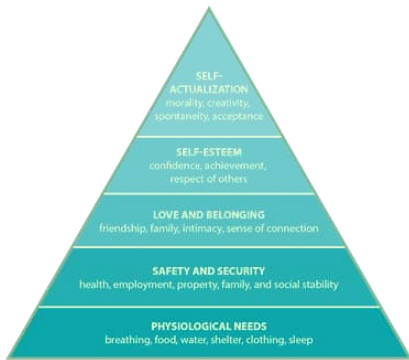 SELF-
ACTUALIZATION
morality, creativity,
spontaneity, acceptance
SELF-ESTEEM
confidence, achievement,
respect of others
LOVE AND BELONGING
friendship, family, intimacy, sense of connection
SAFETY AND SECURITY
health, employment, property, family, and social stability
PHYSIOLOGICAL NEEDS
breathing, food, water, shelter, clothing, sleep